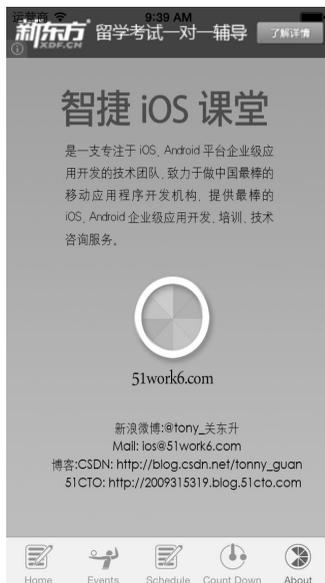 运营商 9:39 AM
新东方 XDF.CN 留学考试一对一辅导 了解详情
智捷 iOS 课堂
是一支专注于 iOS、Android 平台企业级应
用开发的技术团队,致力于做中国最棒的
移动应用程序开发机构，提供最棒的
iOS、Android 企业级应用开发、培训、技术
咨询服务。
51work6.com
新浪微博:@tony_关东升
Mail: ios@51work6.com
博客:CSDN: http://blog.csdn.net/tonny_guan
51CTO: http://2009315319.blog.51cto.com
Home Events Schedule Count Down About